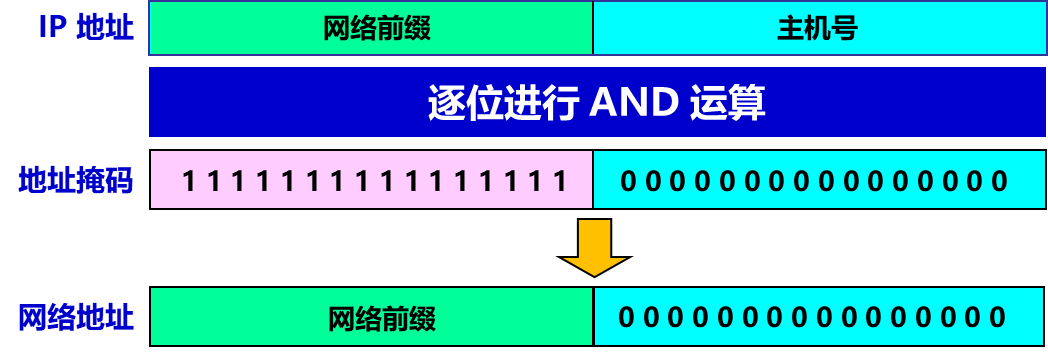 IP 地址 网络前缀 主机号
逐位进行 AND 运算
地址掩码 1 1 1 1 1 1 1 1 1 1 1 1 1 1 1 1 0 0 0 0 0 0 0 0 0 0 0 0 0 0 0 0
网络地址 网络前缀 0 0 0 0 0 0 0 0 0 0 0 0 0 0 0 0